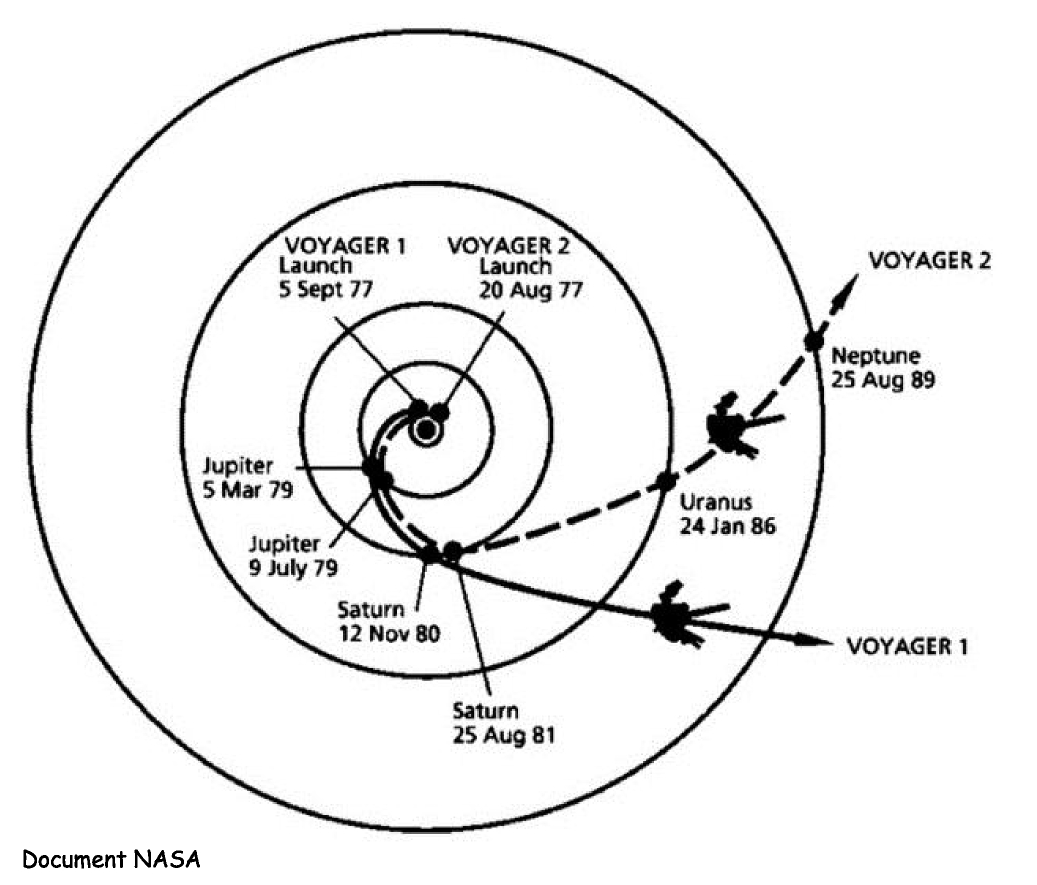 VOYAGER 1
Launch
5 Sept 77
VOYAGER 2
Launch
20 Aug 77
VOYAGER 2
Neptune
25 Aug 89
Jupiter
5 Mar 79
Uranus
24 Jan 86
Jupiter
9 July 79
Saturn
12 Nov 80
VOYAGER 1
Saturn
25 Aug 81
Document NASA